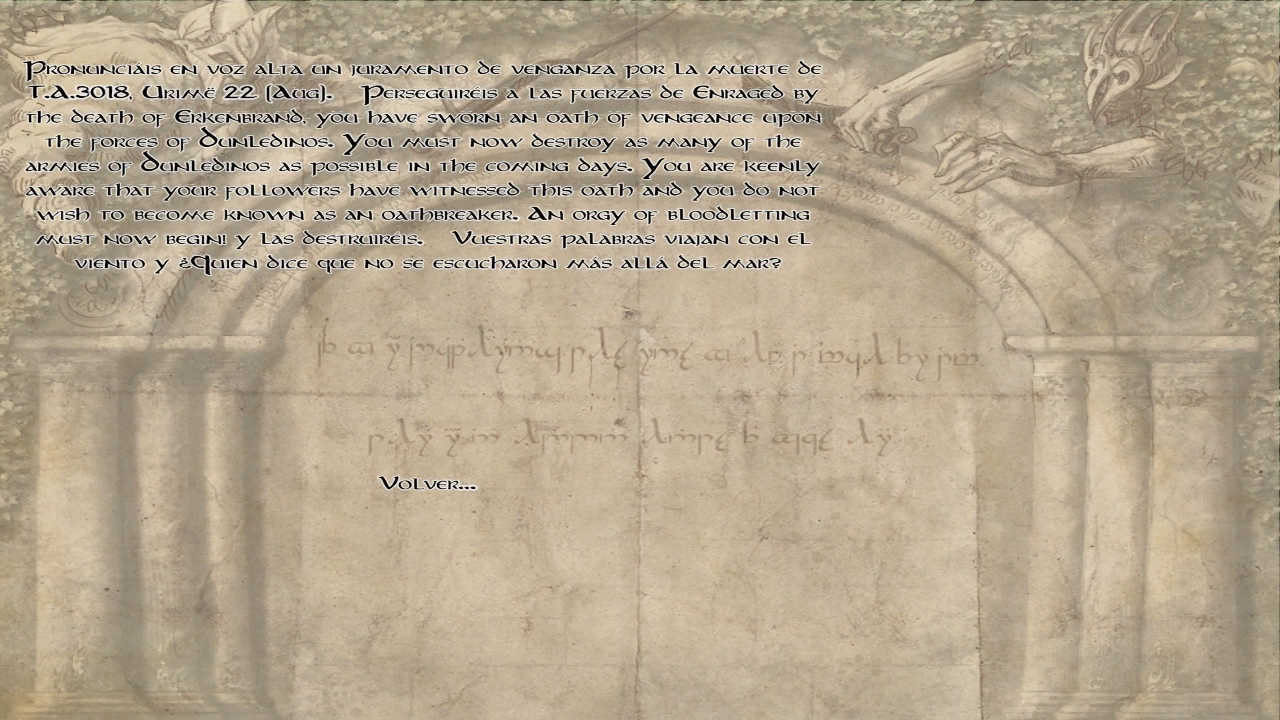 Pronunciáis en voz alta un juramento de venganza por la muerte de
T.A.3018, Urimë 22 (Aug). Perseguiréis a las fuerzas de Enraged by
the death of Erkenbrand, you have sworn an oath of vengeance upon
the forces of Dunledinos. You must now destroy as many of the
armies of Dunledinos as possible in the coming days. You are keenly
aware that your followers have witnessed this oath and you do not
wish to become known as an oathbreaker. An orgy of bloodletting
must now begin! y las destruiréis. Vuestras palabras viajan con el
viento y ¿Quien dice que no se escucharon más allá del mar?
Volver...